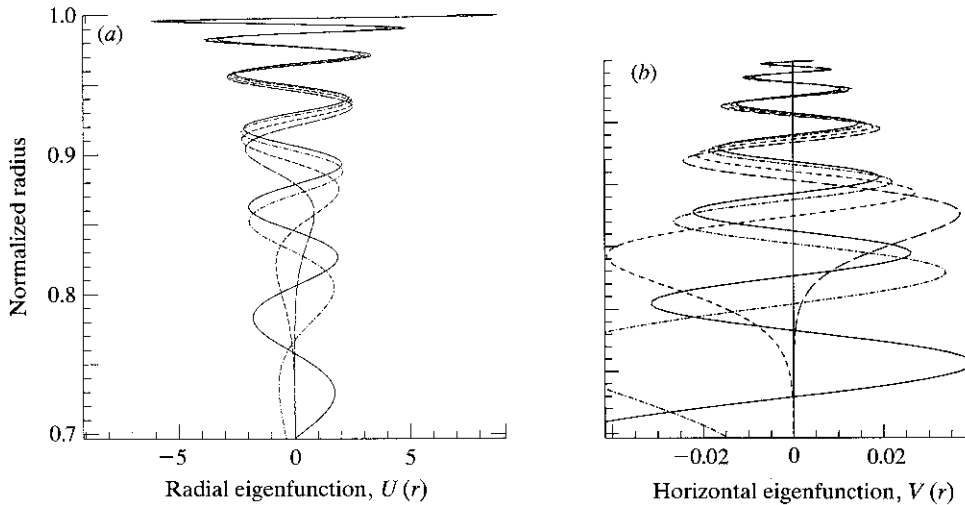 1.0
(a)
(b)
0.9
Normalized radius
0.8
0.7
−5 0 5
−0.02 0 0.02
Radial eigenfunction, U (r)
Horizontal eigenfunction, V (r)